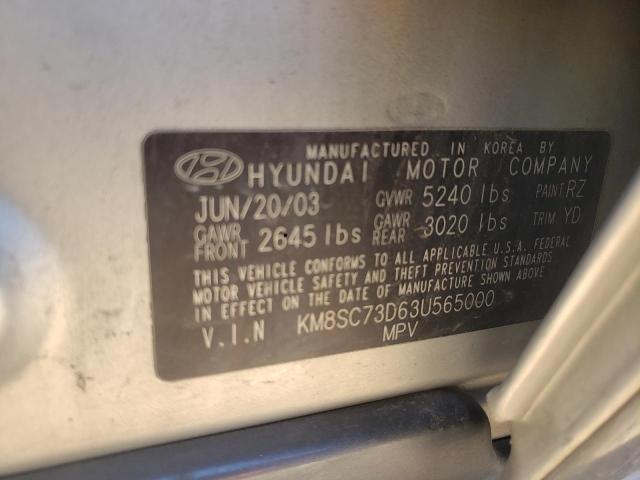 MANUFACTURED IN KOREA BY
HYUNDAI MOTOR COMPANY
JUN/20/03 GVWR 5240 lbs PAINT RZ
GAWR FRONT 2645 lbs GAWR REAR 3020 lbs TRIM YD
THIS VEHICLE CONFORMS TO ALL APPLICABLE U.S.A. FEDERAL
MOTOR VEHICLE SAFETY AND THEFT PREVENTION STANDARDS
IN EFFECT ON THE DATE OF MANUFACTURE SHOWN ABOVE
V.I.N KM8SC73D63U565000
MPV